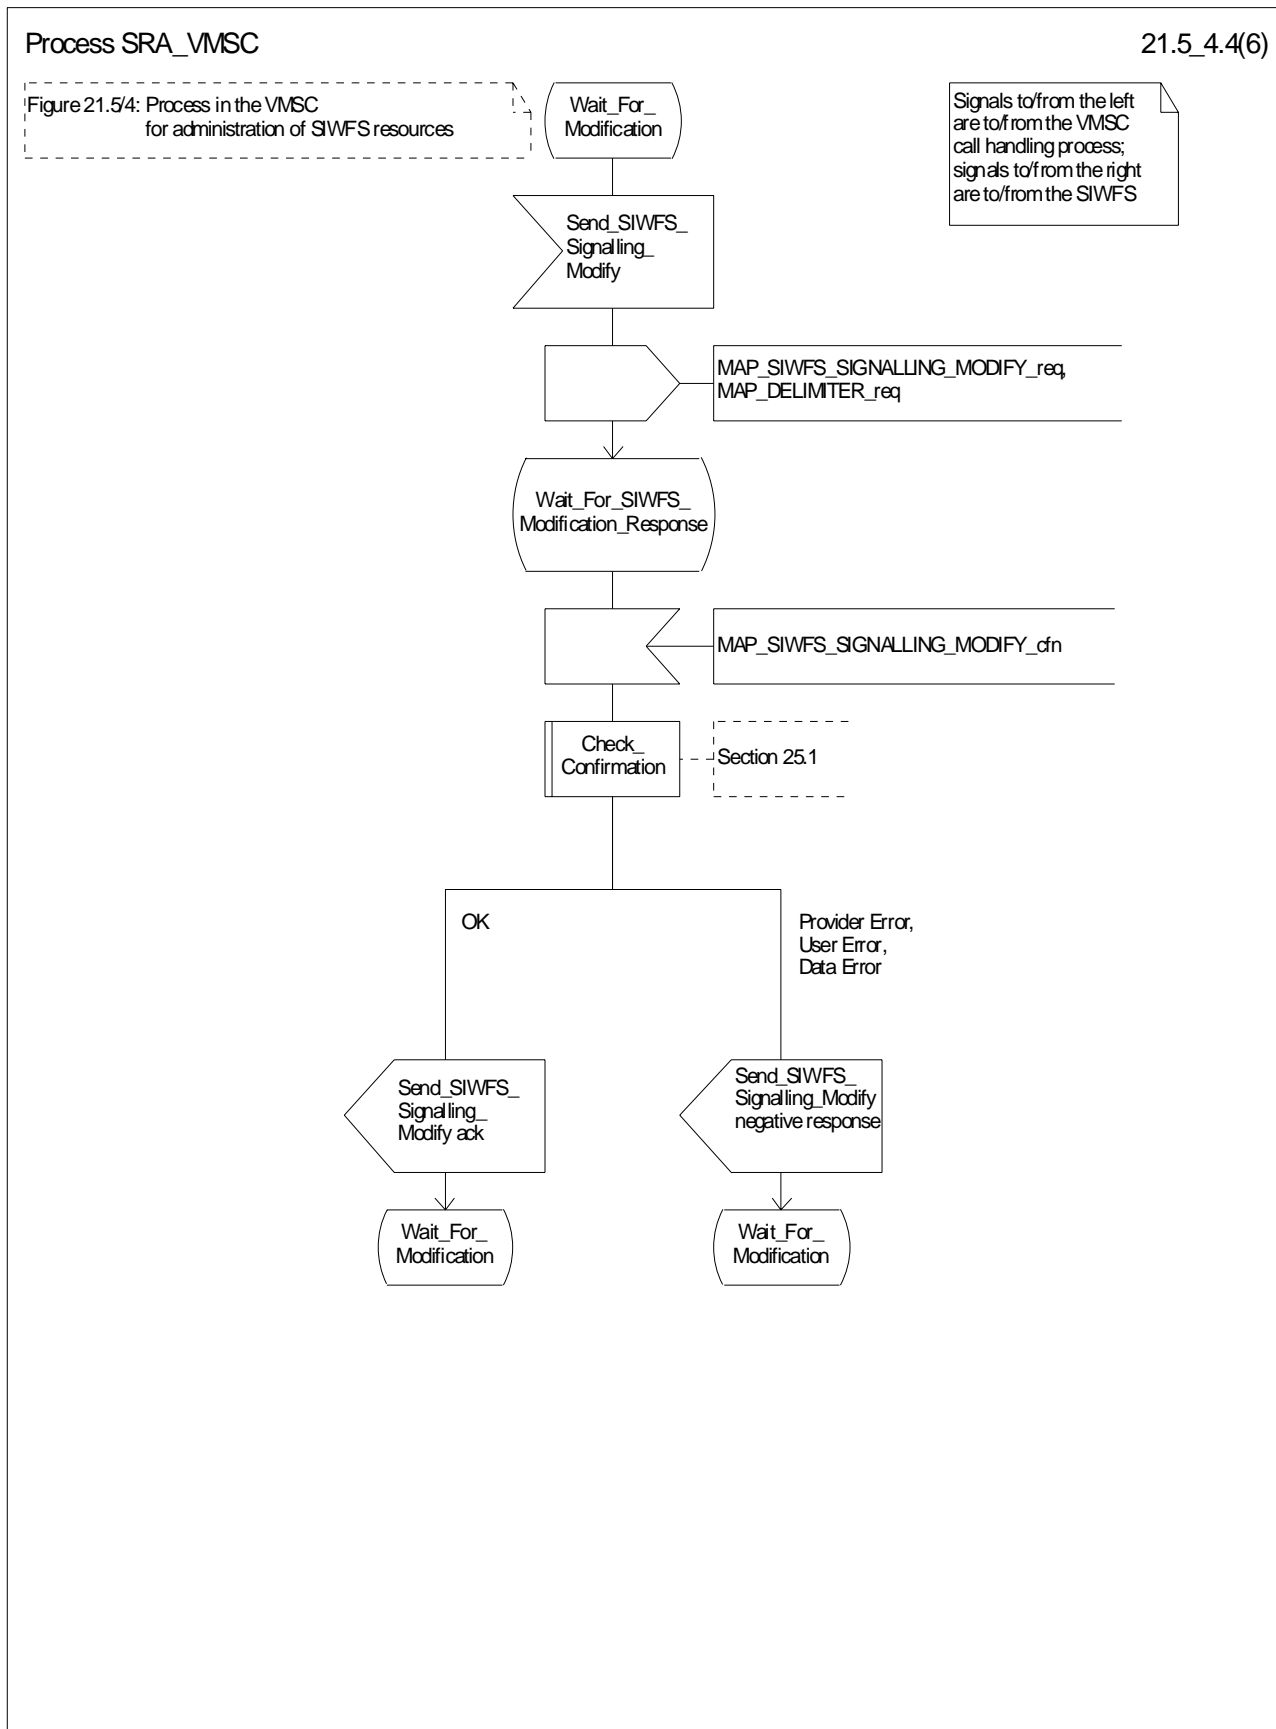 Process SRA_VMSC
21.5_4.4(6)
Figure 21.5/4: Process in the VMSC
for administration of SIWFS resources
Wait_For_
Modification
Signals to/from the left
are to/from the VMSC
call handling process;
signals to/from the right
are to/from the SIWFS
Send_SIWFS_
Signalling_
Modify
MAP_SIWFS_SIGNALLING_MODIFY_req,
MAP_DELIMITER_req
Wait_For_SIWFS_
Modification_Response
MAP_SIWFS_SIGNALLING_MODIFY_cfn
Check_
Confirmation
Section 25.1
OK
Provider Error,
User Error,
Data Error
Send_SIWFS_
Signalling_
Modify ack
Send_SIWFS_
Signalling_Modify
negative response
Wait_For_
Modification
Wait_For_
Modification